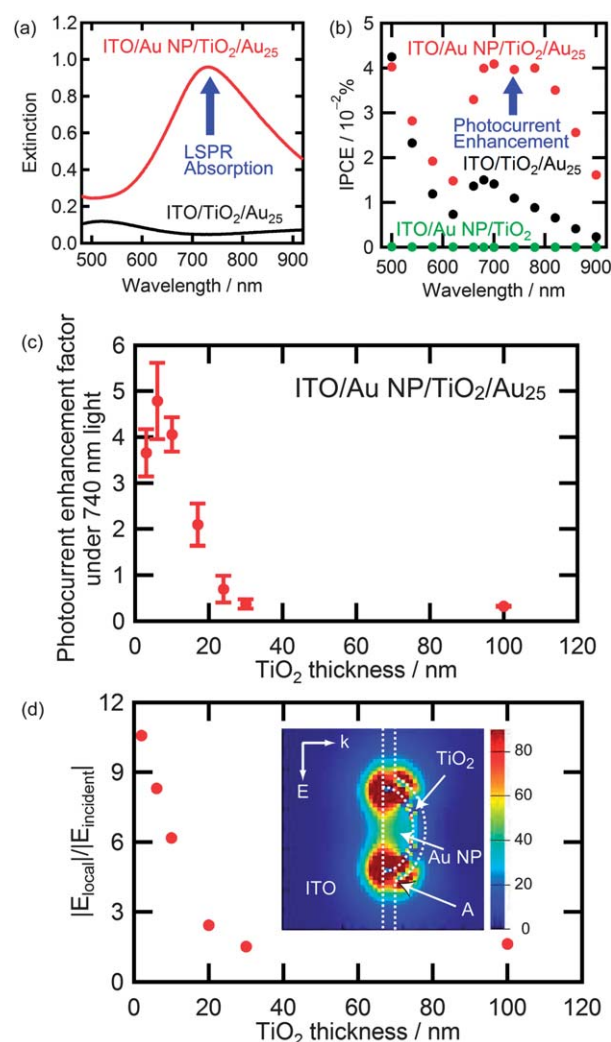 (a)
1.2
1.0
0.8
0.6
0.4
0.2
0.0
Extinction
ITO/Au NP/TiO₂/Au₂₅
LSPR
Absorption
ITO/TiO₂/Au₂₅
500 600 700 800 900
Wavelength / nm
(b)
5
4
3
2
1
0
IPCE / 10⁻²%
ITO/Au NP/TiO₂/Au₂₅
Photocurrent
Enhancement
ITO/TiO₂/Au₂₅
ITO/Au NP/TiO₂
500 600 700 800 900
Wavelength / nm
(c)
6
5
4
3
2
1
0
Photocurrent enhancement factor
under 740 nm light
ITO/Au NP/TiO₂/Au₂₅
0 20 40 60 80 100 120
TiO₂ thickness / nm
(d)
12
9
6
3
0
|E_local|/|E_incident|
k
E
TiO₂
Au NP
ITO
A
80
60
40
20
0
0 20 40 60 80 100 120
TiO₂ thickness / nm